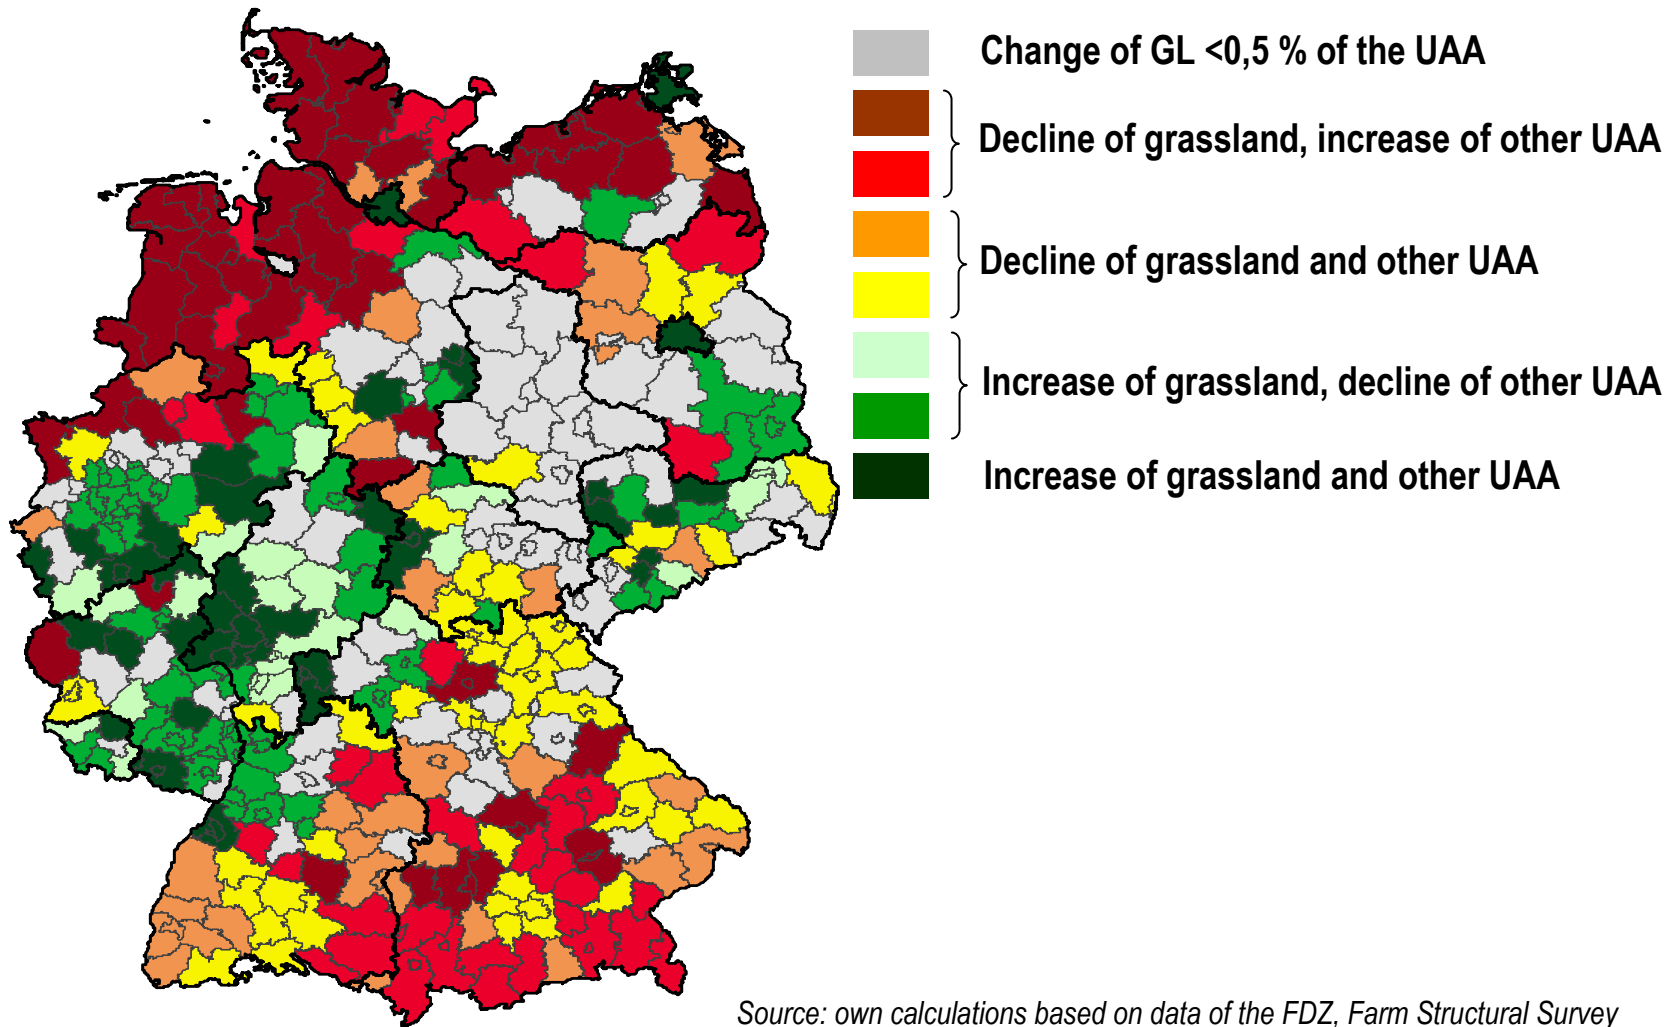 Change of GL <0,5 % of the UAA
Decline of grassland, increase of other UAA
Decline of grassland and other UAA
Increase of grassland, decline of other UAA
Increase of grassland and other UAA
Source: own calculations based on data of the FDZ, Farm Structural Survey